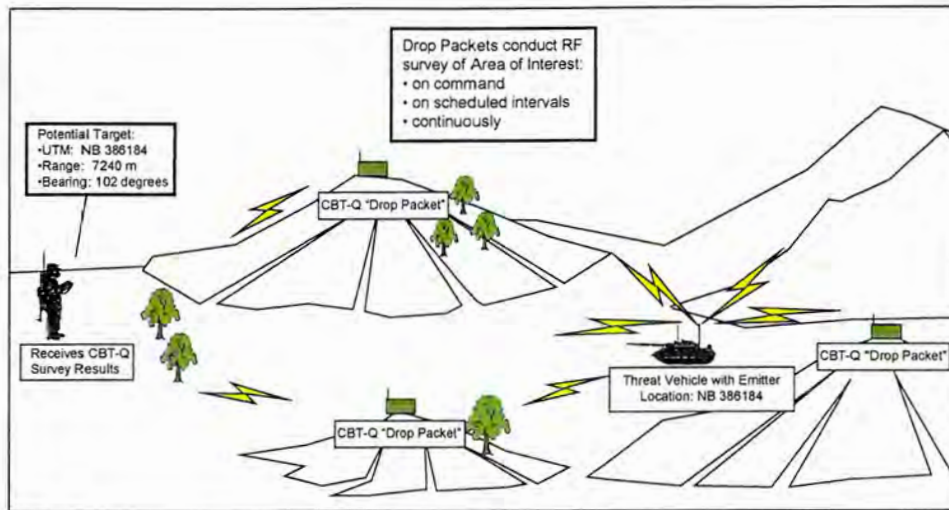 Drop Packets conduct RF
survey of Area of Interest:
• on command
• on scheduled intervals
• continuously
Potential Target:
•UTM: NB 386184
•Range: 7240 m
•Bearing: 102 degrees
CBT-Q "Drop Packet"
Receives CBT-Q
Survey Results
CBT-Q "Drop Packet"
Threat Vehicle with Emitter
Location: NB 386184
CBT-Q "Drop Packet"